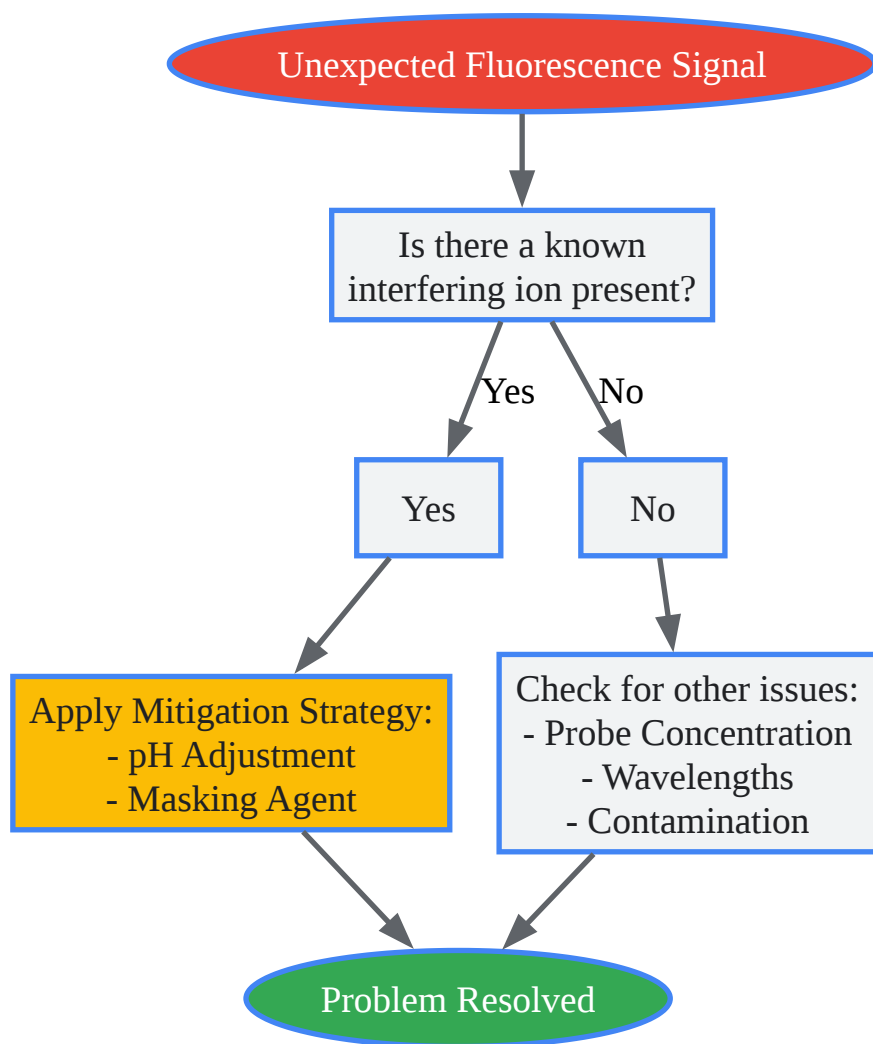 Unexpected Fluorescence Signal
Is there a known
interfering ion present?
Yes
No
Yes
No
Apply Mitigation Strategy:
- pH Adjustment
- Masking Agent
Check for other issues:
- Probe Concentration
- Wavelengths
- Contamination
Problem Resolved